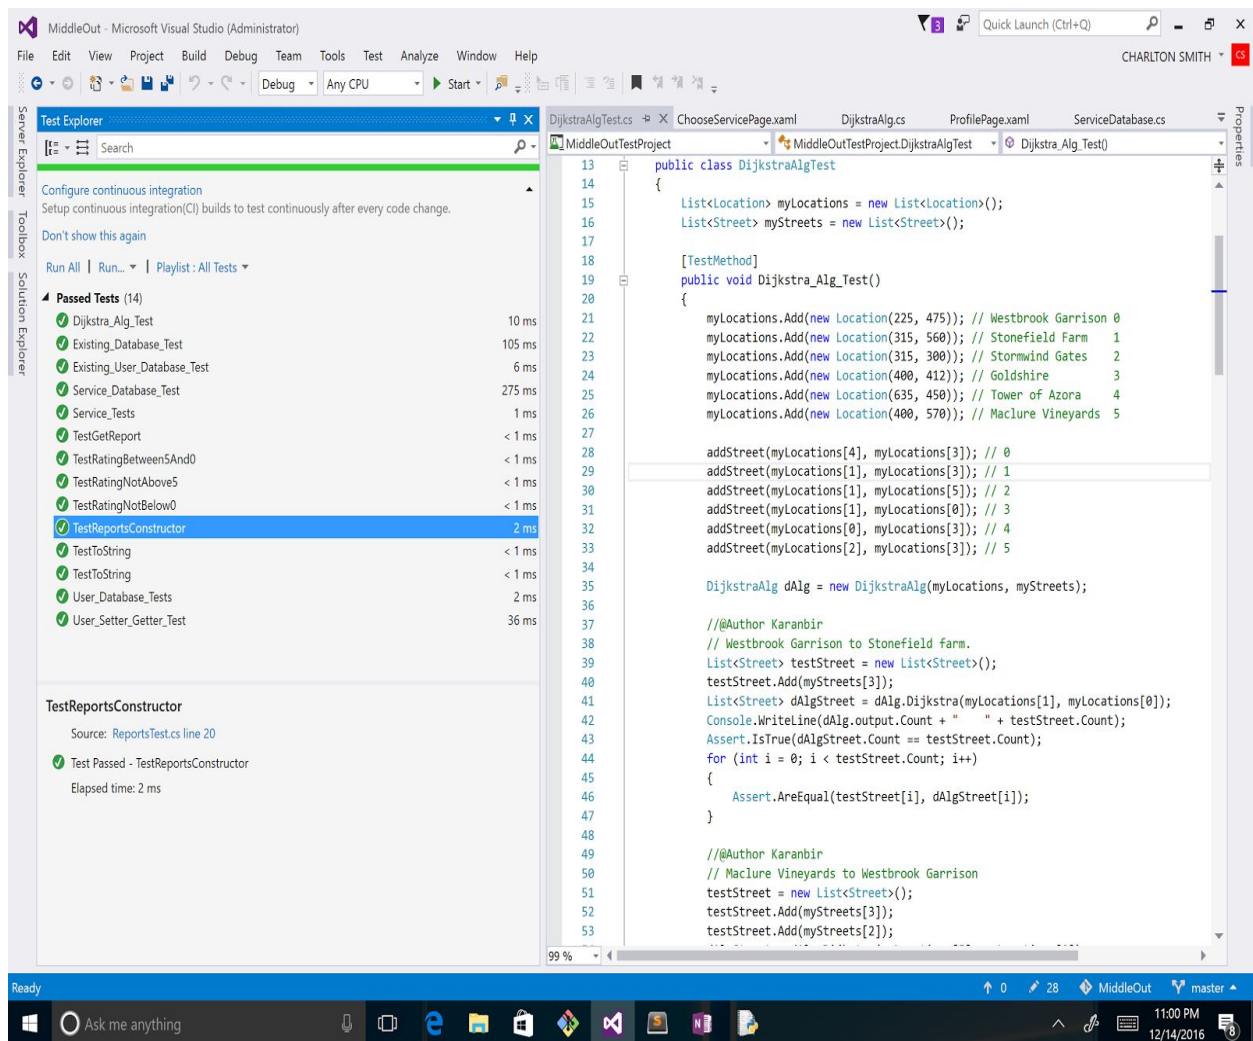 MiddleOut - Microsoft Visual Studio (Administrator)
3
Quick Launch (Ctrl+Q)
File Edit View Project Build Debug Team Tools Test Analyze Window Help
CHARLTON SMITH CS
Debug Any CPU Start
Server Explorer
Toolbox
Solution Explorer
Test Explorer
Search
Configure continuous integration
Setup continuous integration(CI) builds to test continuously after every code change.
Don't show this again
Run All | Run... | Playlist : All Tests
Passed Tests (14)
Dijkstra_Alg_Test 10 ms
Existing_Database_Test 105 ms
Existing_User_Database_Test 6 ms
Service_Database_Test 275 ms
Service_Tests 1 ms
TestGetReport < 1 ms
TestRatingBetween5And0 < 1 ms
TestRatingNotAbove5 < 1 ms
TestRatingNotBelow0 < 1 ms
TestReportsConstructor 2 ms
TestToString < 1 ms
TestToString < 1 ms
User_Database_Tests 2 ms
User_Setter_Getter_Test 36 ms
TestReportsConstructor
Source: ReportsTest.cs line 20
Test Passed - TestReportsConstructor
Elapsed time: 2 ms
DijkstraAlgTest.cs ChooseServicePage.xaml DijkstraAlg.cs ProfilePage.xaml ServiceDatabase.cs
MiddleOutTestProject MiddleOutTestProject.DijkstraAlgTest Dijkstra_Alg_Test()
13 public class DijkstraAlgTest
14 {
15 List<Location> myLocations = new List<Location>();
16 List<Street> myStreets = new List<Street>();
17
18 [TestMethod]
19 public void Dijkstra_Alg_Test()
20 {
21 myLocations.Add(new Location(225, 475)); // Westbrook Garrison 0
22 myLocations.Add(new Location(315, 560)); // Stonefield Farm 1
23 myLocations.Add(new Location(315, 300)); // Stormwind Gates 2
24 myLocations.Add(new Location(400, 412)); // Goldshire 3
25 myLocations.Add(new Location(635, 450)); // Tower of Azora 4
26 myLocations.Add(new Location(400, 570)); // Maclure Vineyards 5
27
28 addStreet(myLocations[4], myLocations[3]); // 0
29 addStreet(myLocations[1], myLocations[3]); // 1
30 addStreet(myLocations[1], myLocations[5]); // 2
31 addStreet(myLocations[1], myLocations[0]); // 3
32 addStreet(myLocations[0], myLocations[3]); // 4
33 addStreet(myLocations[2], myLocations[3]); // 5
34
35 DijkstraAlg dAlg = new DijkstraAlg(myLocations, myStreets);
36
37 //@Author Karanbir
38 // Westbrook Garrison to Stonefield farm.
39 List<Street> testStreet = new List<Street>();
40 testStreet.Add(myStreets[3]);
41 List<Street> dAlgStreet = dAlg.Dijkstra(myLocations[1], myLocations[0]);
42 Console.WriteLine(dAlg.output.Count + "    " + testStreet.Count);
43 Assert.IsTrue(dAlgStreet.Count == testStreet.Count);
44 for (int i = 0; i < testStreet.Count; i++)
45 {
46 Assert.AreEqual(testStreet[i], dAlgStreet[i]);
47 }
48
49 //@Author Karanbir
50 // Maclure Vineyards to Westbrook Garrison
51 testStreet = new List<Street>();
52 testStreet.Add(myStreets[3]);
53 testStreet.Add(myStreets[2]);
99 %
Properties
Ready
0 28 MiddleOut master
Ask me anything
11:00 PM
12/14/2016
8